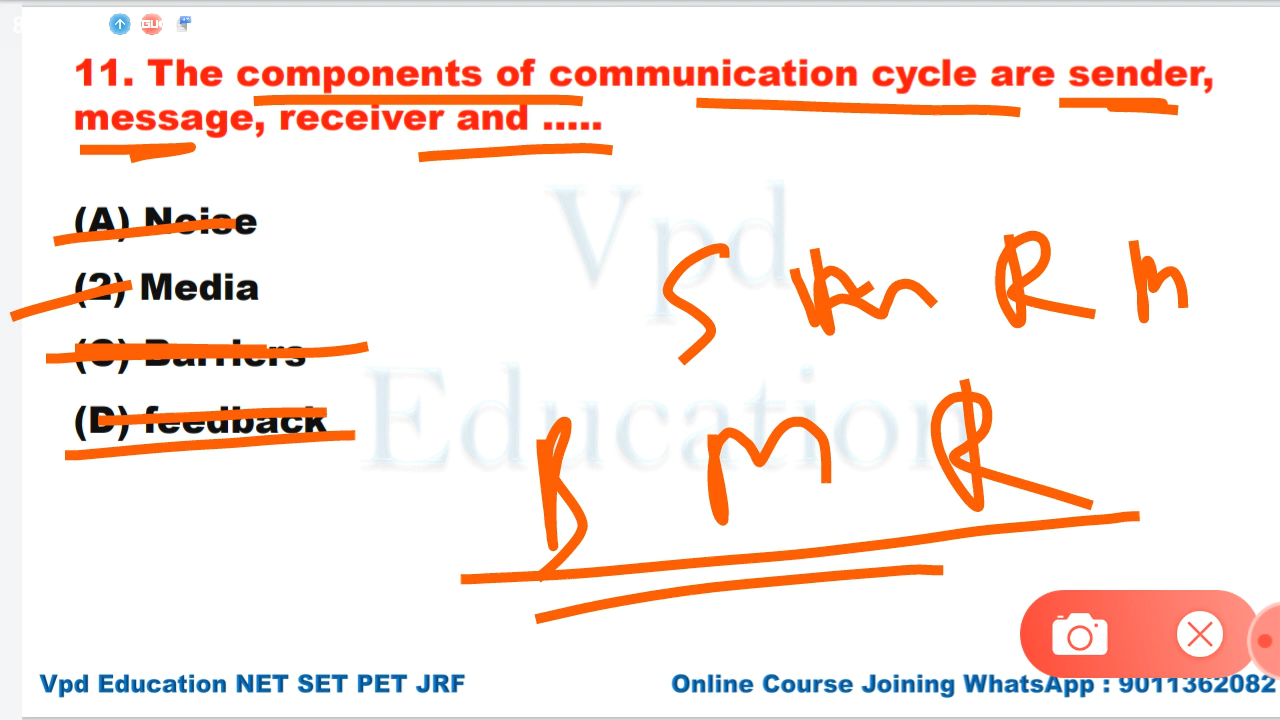 11. The components of communication cycle are sender,
message, receiver and .....
(A) Noise
(2) Media
(C) Barriers
(D) feedback
Vpd
Education
S m R m
B M R
Vpd Education NET SET PET JRF
Online Course Joining WhatsApp : 9011362082